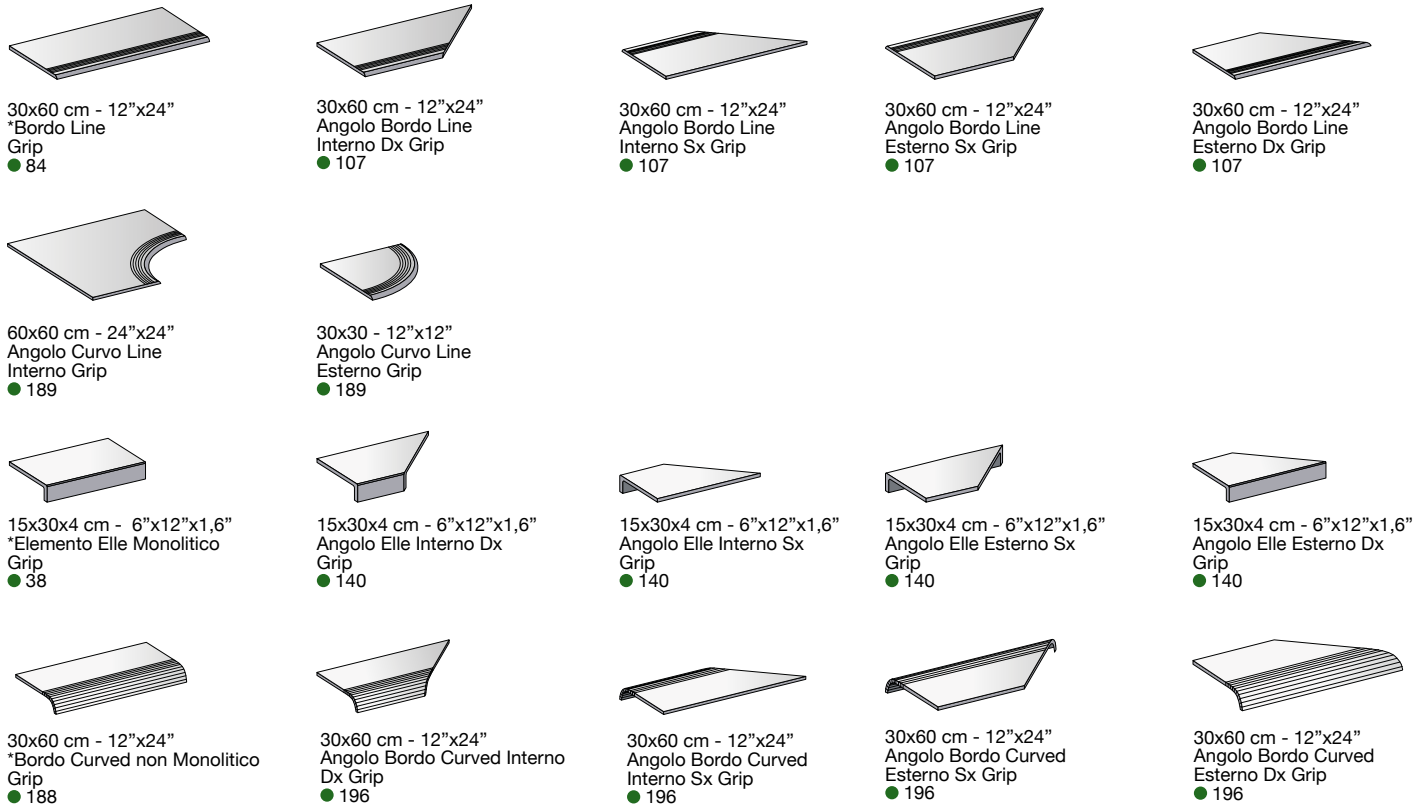 30x60 cm - 12”x24”
*Bordo Line
Grip
● 84
30x60 cm - 12”x24”
Angolo Bordo Line
Interno Dx Grip
● 107
30x60 cm - 12”x24”
Angolo Bordo Line
Interno Sx Grip
● 107
30x60 cm - 12”x24”
Angolo Bordo Line
Esterno Sx Grip
● 107
30x60 cm - 12”x24”
Angolo Bordo Line
Esterno Dx Grip
● 107
60x60 cm - 24”x24”
Angolo Curvo Line
Interno Grip
● 189
30x30 - 12”x12”
Angolo Curvo Line
Esterno Grip
● 189
15x30x4 cm - 6”x12”x1,6”
*Elemento Elle Monolitico
Grip
● 38
15x30x4 cm - 6”x12”x1,6”
Angolo Elle Interno Dx
Grip
● 140
15x30x4 cm - 6”x12”x1,6”
Angolo Elle Interno Sx
Grip
● 140
15x30x4 cm - 6”x12”x1,6”
Angolo Elle Esterno Sx
Grip
● 140
15x30x4 cm - 6”x12”x1,6”
Angolo Elle Esterno Dx
Grip
● 140
30x60 cm - 12”x24”
*Bordo Curved non Monolitico
Grip
● 188
30x60 cm - 12”x24”
Angolo Bordo Curved Interno
Dx Grip
● 196
30x60 cm - 12”x24”
Angolo Bordo Curved
Interno Sx Grip
● 196
30x60 cm - 12”x24”
Angolo Bordo Curved
Esterno Sx Grip
● 196
30x60 cm - 12”x24”
Angolo Bordo Curved
Esterno Dx Grip
● 196